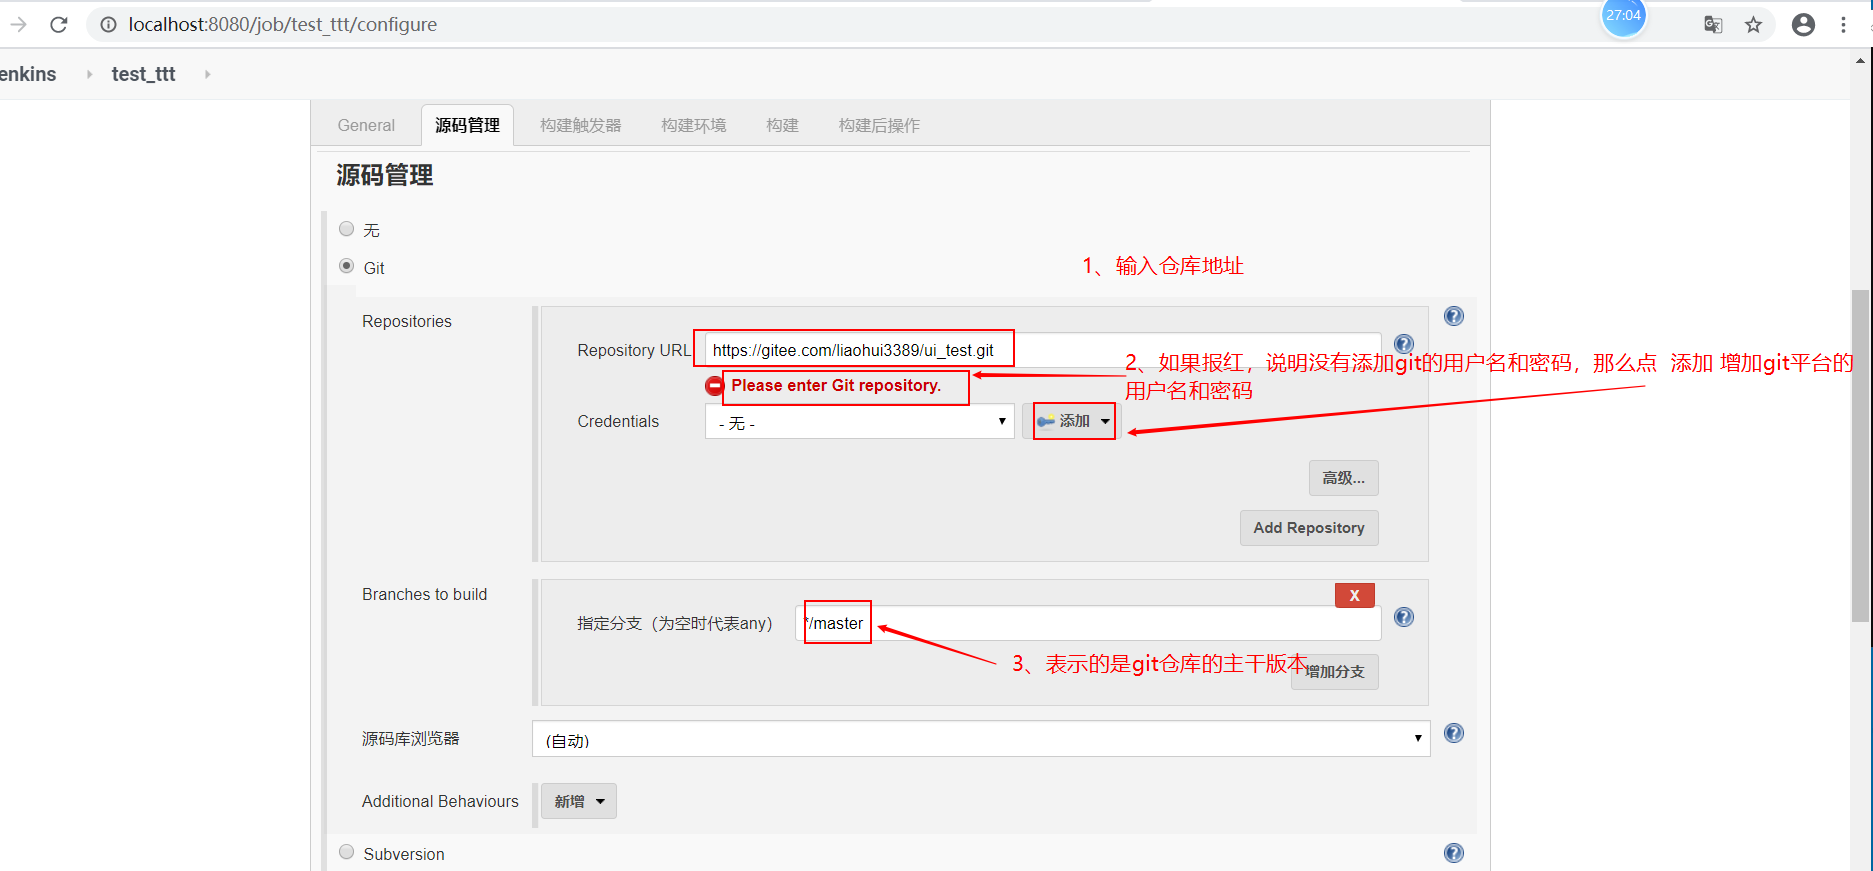 localhost:8080/job/test_ttt/configure
27:04
enkins
test_ttt
General
源码管理
构建触发器
构建环境
构建
构建后操作
源码管理
无
Git
1、输入仓库地址
Repositories
Repository URL
https://gitee.com/liaohui3389/ui_test.git
2、如果报红，说明没有添加git的用户名和密码，那么点 添加 增加git平台的
用户名和密码
Please enter Git repository.
Credentials
- 无 -
添加
高级...
Add Repository
Branches to build
X
指定分支（为空时代表any）
*/master
3、表示的是git仓库的主干版本
增加分支
源码库浏览器
(自动)
Additional Behaviours
新增
Subversion